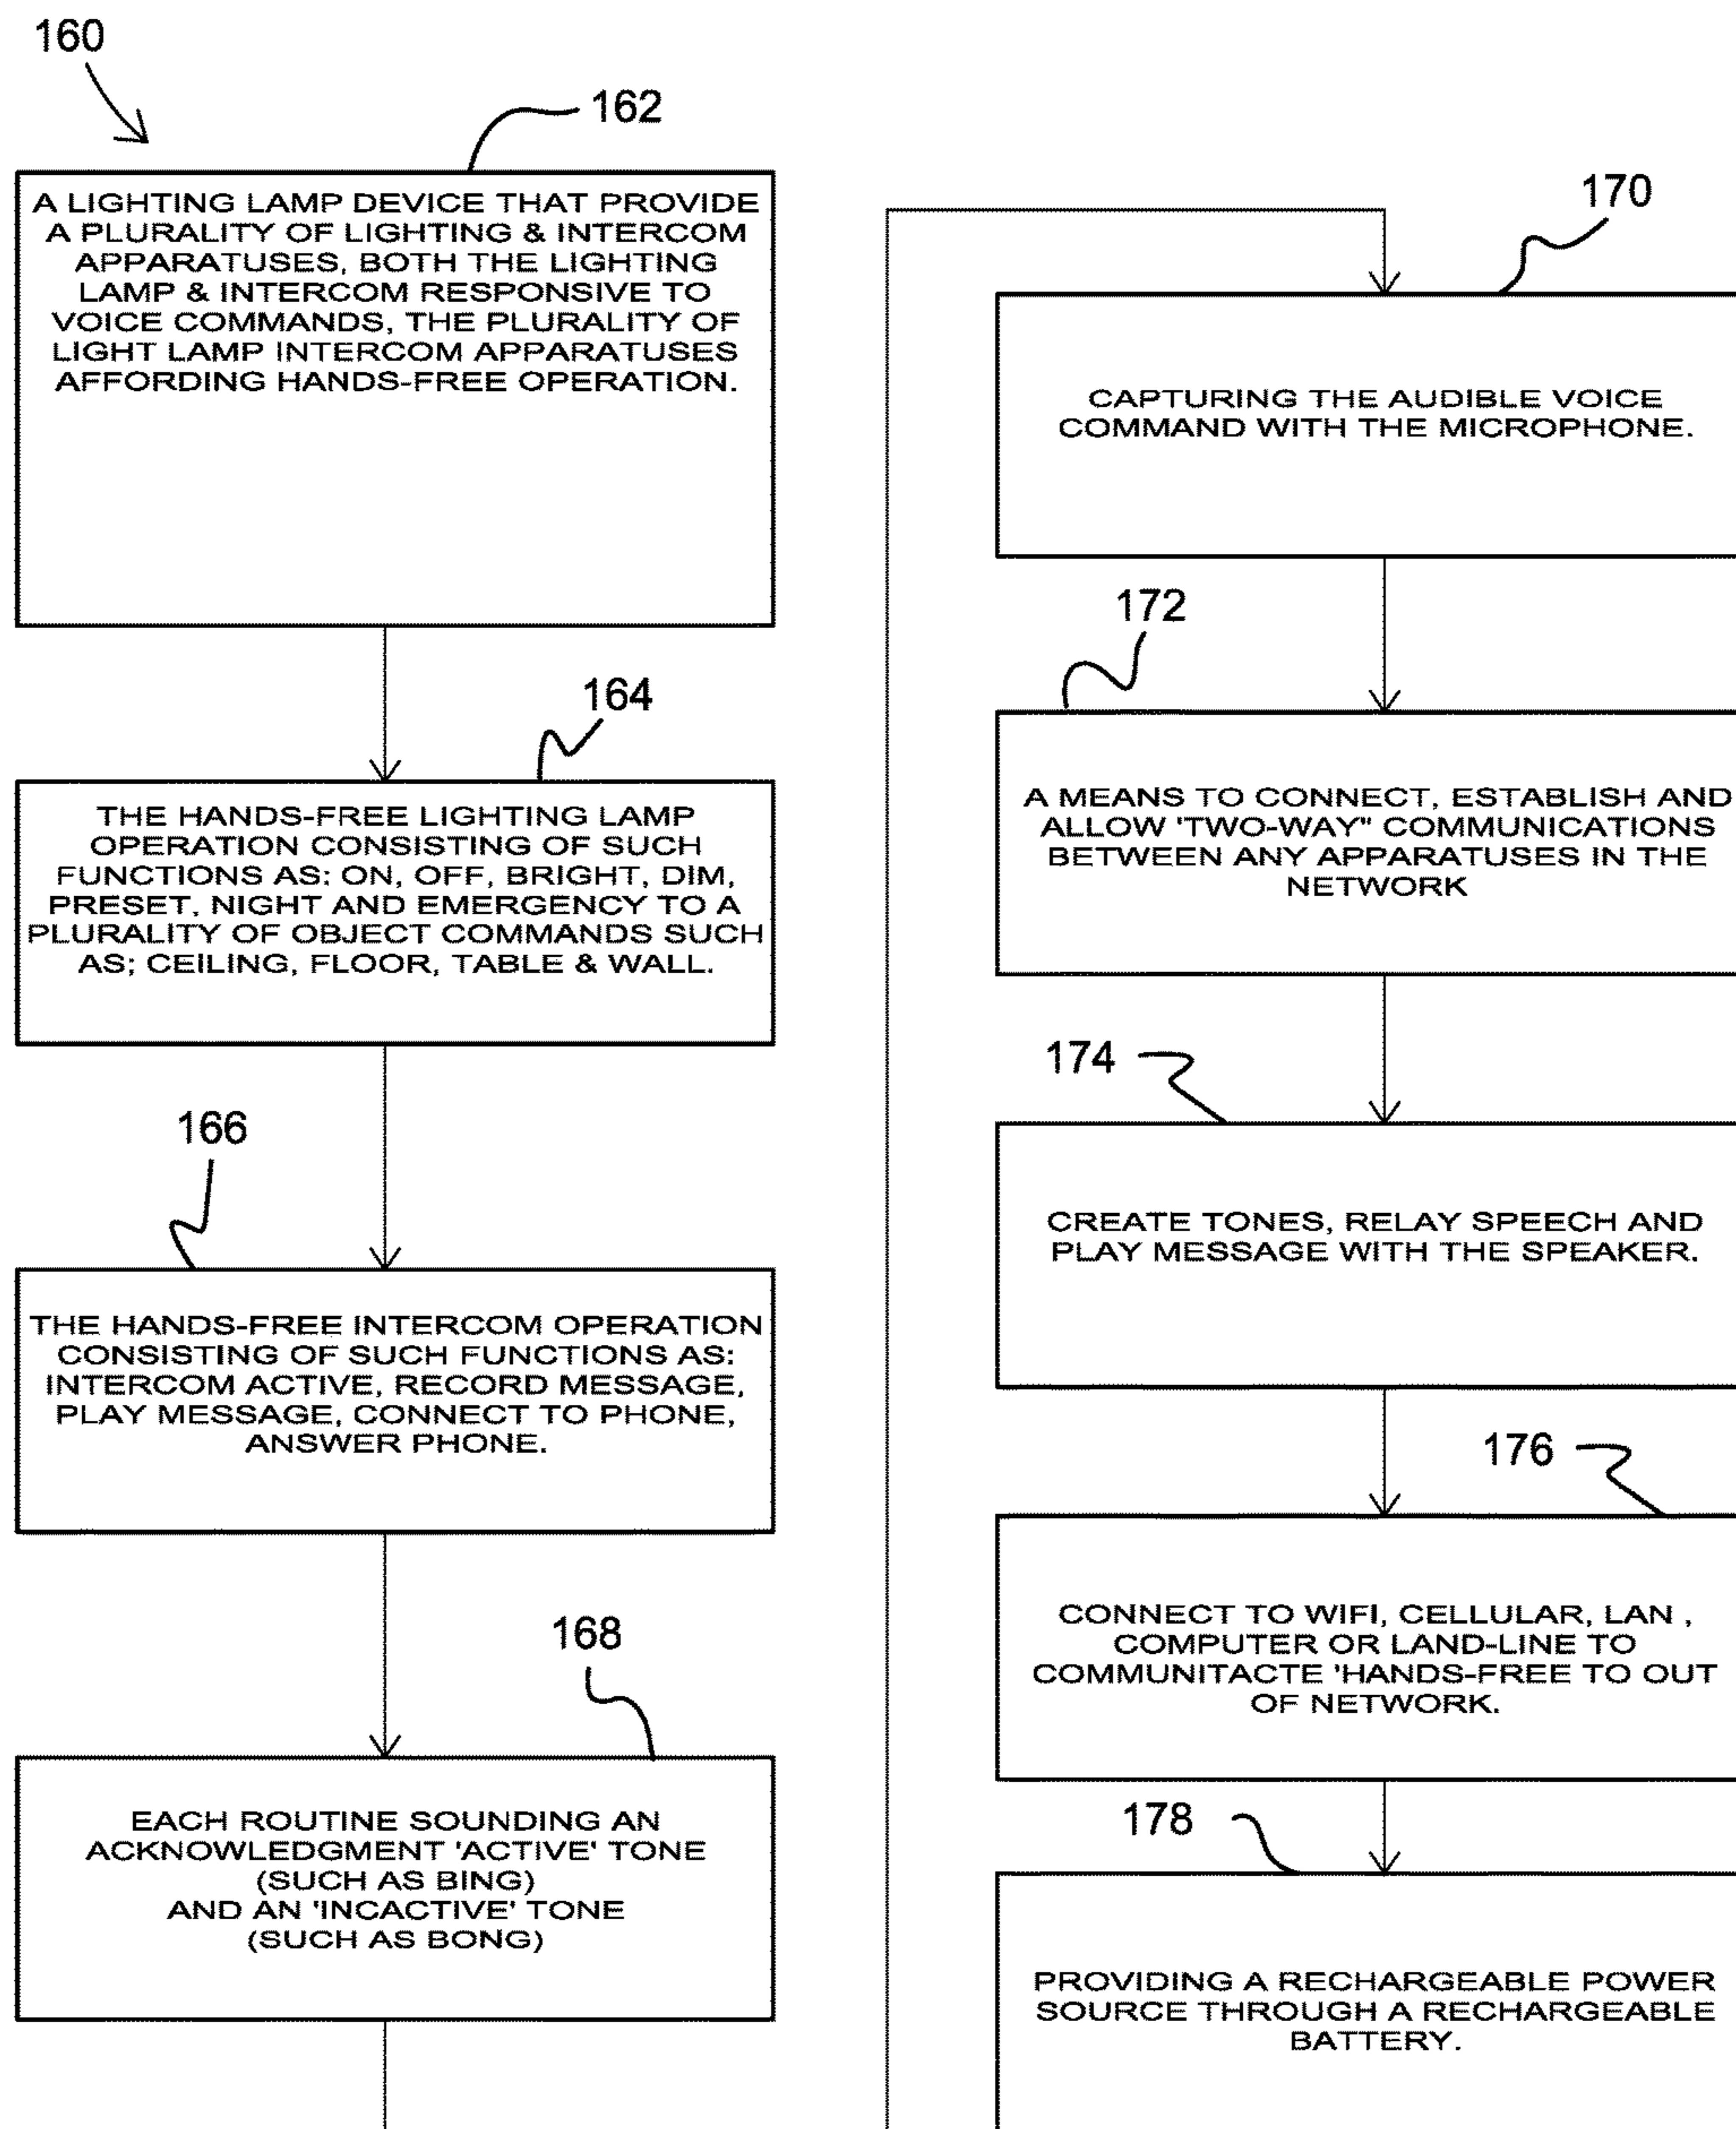 160
162
A LIGHTING LAMP DEVICE THAT PROVIDE
A PLURALITY OF LIGHTING & INTERCOM
APPARATUSES, BOTH THE LIGHTING
LAMP & INTERCOM RESPONSIVE TO
VOICE COMMANDS, THE PLURALITY OF
LIGHT LAMP INTERCOM APPARATUSES
AFFORDING HANDS-FREE OPERATION.
164
THE HANDS-FREE LIGHTING LAMP
OPERATION CONSISTING OF SUCH
FUNCTIONS AS: ON, OFF, BRIGHT, DIM,
PRESET, NIGHT AND EMERGENCY TO A
PLURALITY OF OBJECT COMMANDS SUCH
AS; CEILING, FLOOR, TABLE & WALL.
166
THE HANDS-FREE INTERCOM OPERATION
CONSISTING OF SUCH FUNCTIONS AS:
INTERCOM ACTIVE, RECORD MESSAGE,
PLAY MESSAGE, CONNECT TO PHONE,
ANSWER PHONE.
168
EACH ROUTINE SOUNDING AN
ACKNOWLEDGMENT 'ACTIVE' TONE
(SUCH AS BING)
AND AN 'INCACTIVE' TONE
(SUCH AS BONG)
170
CAPTURING THE AUDIBLE VOICE
COMMAND WITH THE MICROPHONE.
172
A MEANS TO CONNECT, ESTABLISH AND
ALLOW 'TWO-WAY" COMMUNICATIONS
BETWEEN ANY APPARATUSES IN THE
NETWORK
174
CREATE TONES, RELAY SPEECH AND
PLAY MESSAGE WITH THE SPEAKER.
176
CONNECT TO WIFI, CELLULAR, LAN ,
COMPUTER OR LAND-LINE TO
COMMUNITACTE 'HANDS-FREE TO OUT
OF NETWORK.
178
PROVIDING A RECHARGEABLE POWER
SOURCE THROUGH A RECHARGEABLE
BATTERY.